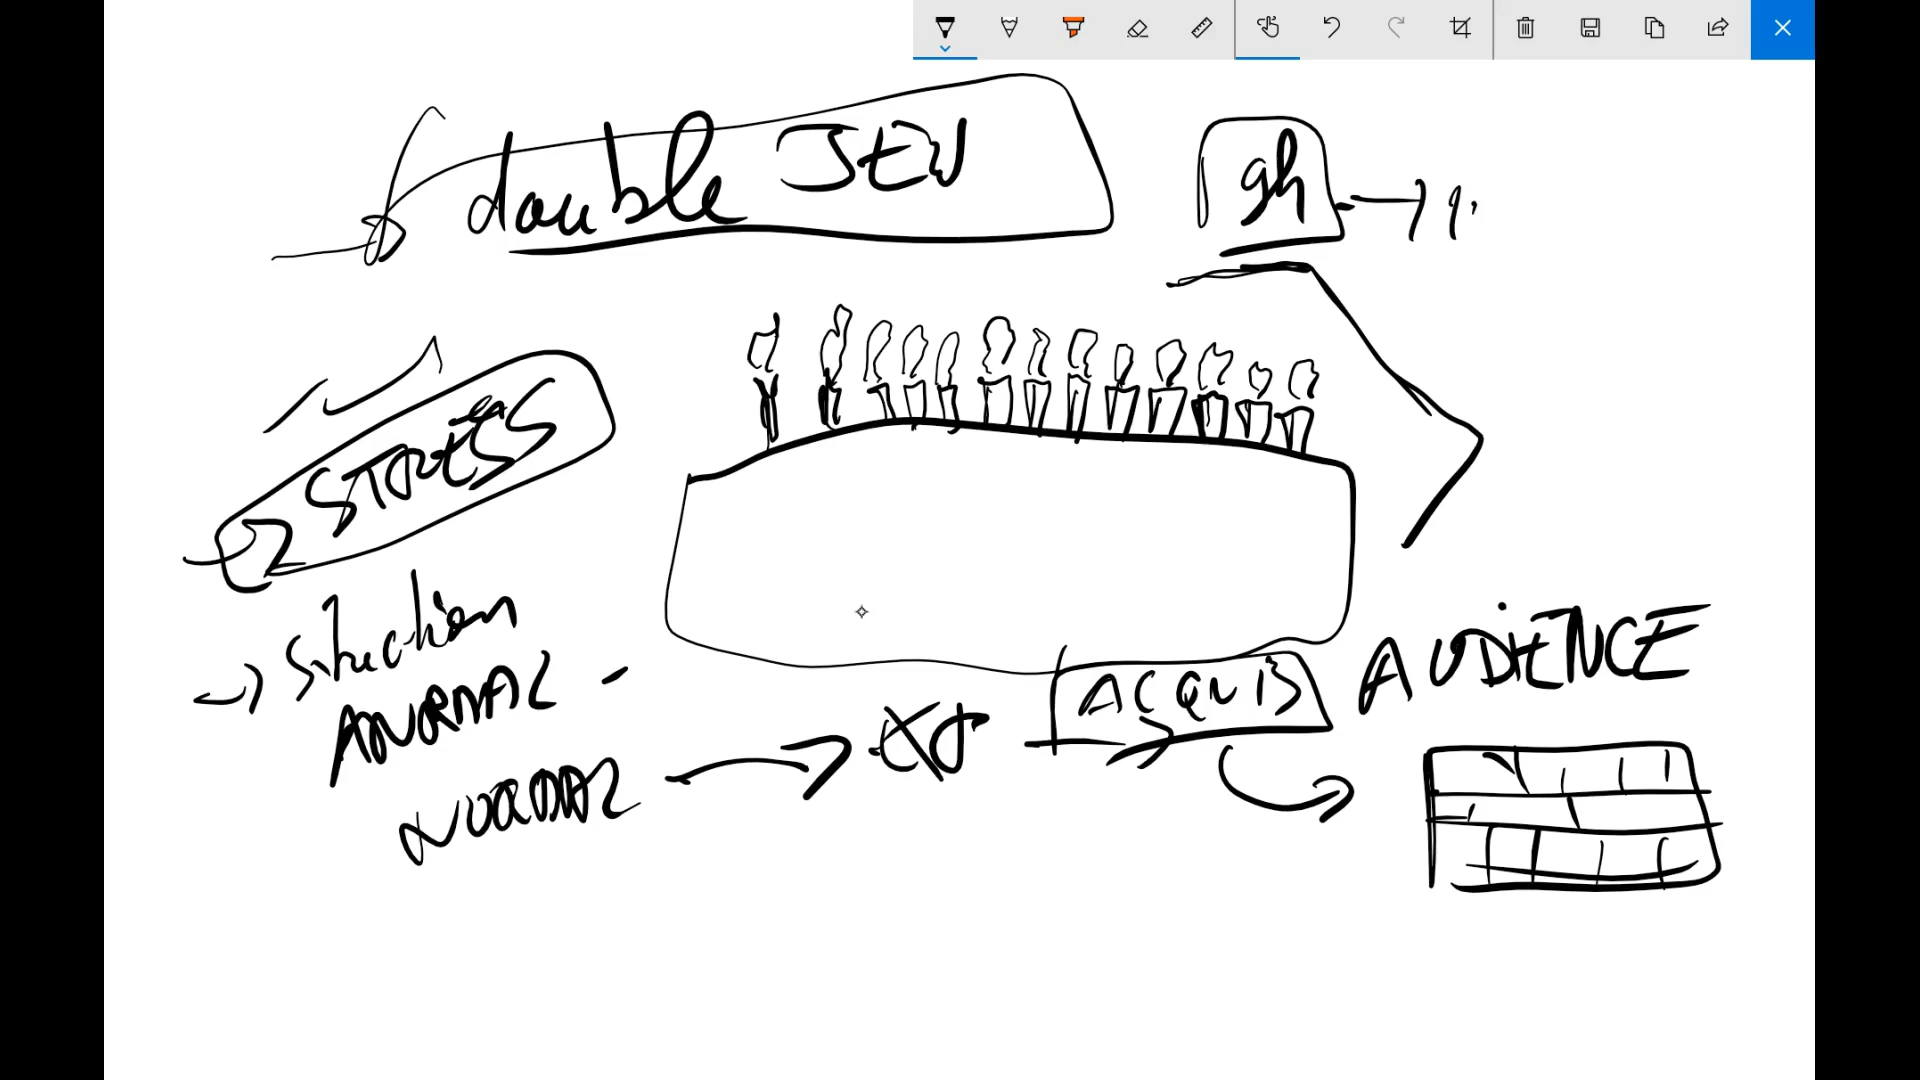 double JEU
gh
STRESS
situation
ANORMAL
NORMAL
ACQUIS
AUDIENCE